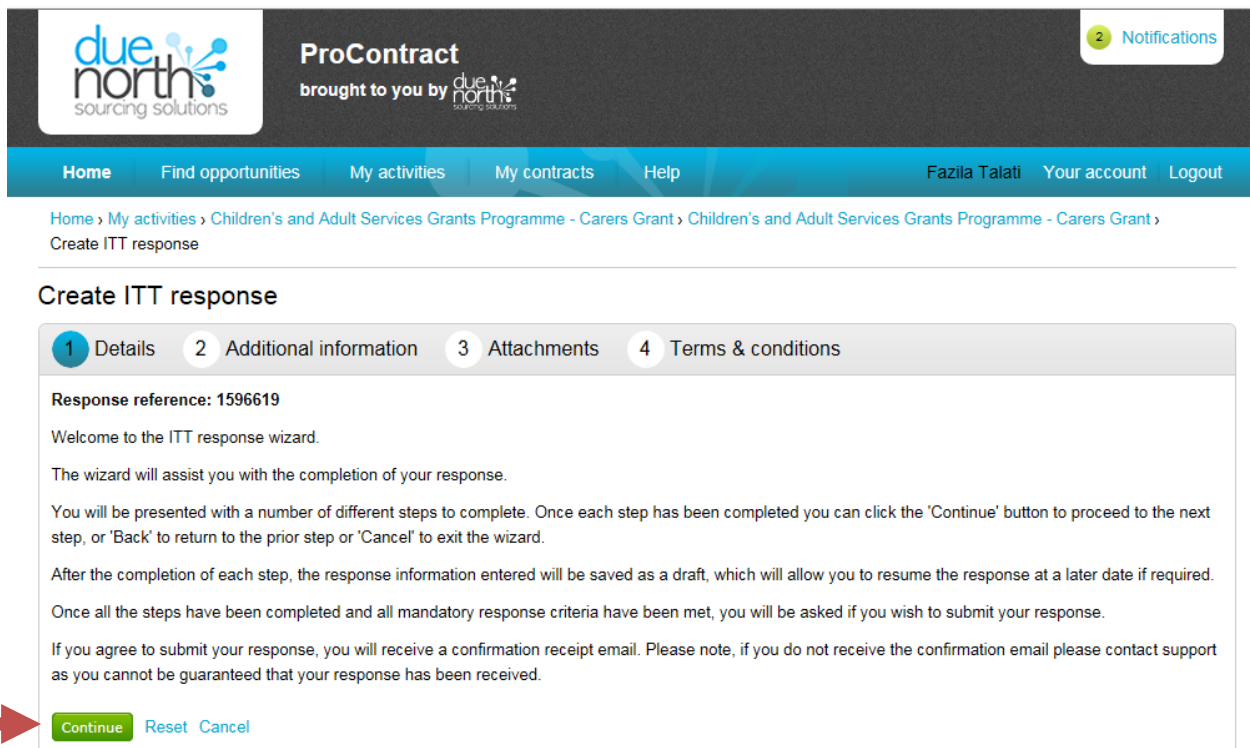 due
north
sourcing solutions
ProContract
brought to you by due north sourcing solutions
2 Notifications
Home Find opportunities My activities My contracts Help Fazila Talati Your account Logout
Home › My activities › Children's and Adult Services Grants Programme - Carers Grant › Children's and Adult Services Grants Programme - Carers Grant ›
Create ITT response
Create ITT response
1 Details 2 Additional information 3 Attachments 4 Terms & conditions
Response reference: 1596619
Welcome to the ITT response wizard.
The wizard will assist you with the completion of your response.
You will be presented with a number of different steps to complete. Once each step has been completed you can click the 'Continue' button to proceed to the next
step, or 'Back' to return to the prior step or 'Cancel' to exit the wizard.
After the completion of each step, the response information entered will be saved as a draft, which will allow you to resume the response at a later date if required.
Once all the steps have been completed and all mandatory response criteria have been met, you will be asked if you wish to submit your response.
If you agree to submit your response, you will receive a confirmation receipt email. Please note, if you do not receive the confirmation email please contact support
as you cannot be guaranteed that your response has been received.
Continue Reset Cancel